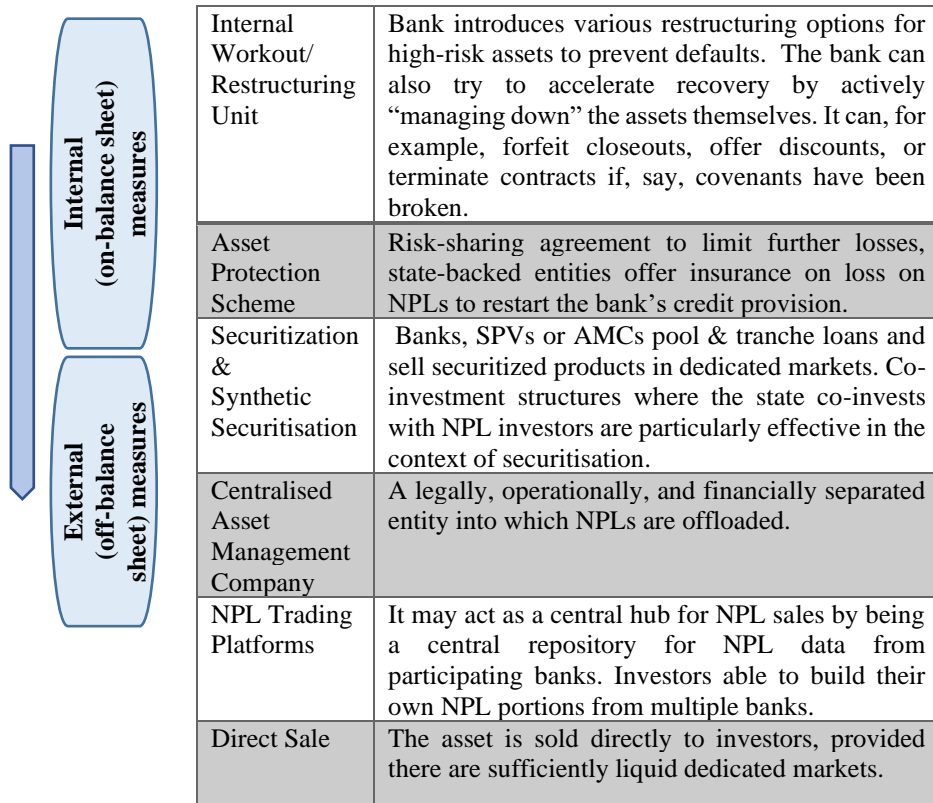 Internal
(on-balance sheet)
measures
External
(off-balance
sheet) measures
Internal
Workout/
Restructuring
Unit
Bank introduces various restructuring options for
high-risk assets to prevent defaults. The bank can
also try to accelerate recovery by actively
“managing down” the assets themselves. It can, for
example, forfeit closeouts, offer discounts, or
terminate contracts if, say, covenants have been
broken.
Asset
Protection
Scheme
Risk-sharing agreement to limit further losses,
state-backed entities offer insurance on loss on
NPLs to restart the bank’s credit provision.
Securitization
&
Synthetic
Securitisation
Banks, SPVs or AMCs pool & tranche loans and
sell securitized products in dedicated markets. Co-
investment structures where the state co-invests
with NPL investors are particularly effective in the
context of securitisation.
Centralised
Asset
Management
Company
A legally, operationally, and financially separated
entity into which NPLs are offloaded.
NPL Trading
Platforms
It may act as a central hub for NPL sales by being
a central repository for NPL data from
participating banks. Investors able to build their
own NPL portions from multiple banks.
Direct Sale
The asset is sold directly to investors, provided
there are sufficiently liquid dedicated markets.